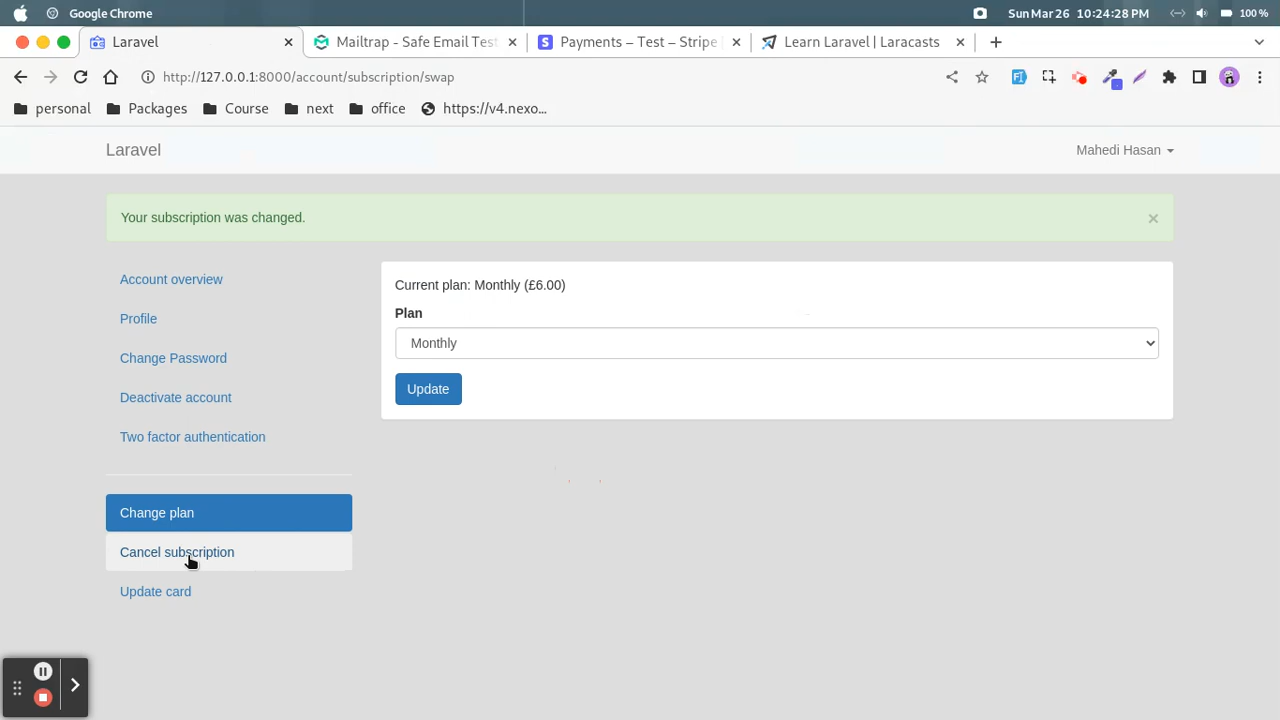 Google Chrome
Sun Mar 26 10:24:28 PM 100 %
Laravel
Mailtrap - Safe Email Test
Payments – Test – Stripe
Learn Laravel | Laracasts
http://127.0.0.1:8000/account/subscription/swap
personal
Packages
Course
next
office
https://v4.nexo...
Laravel
Mahedi Hasan
Your subscription was changed.
×
Account overview
Profile
Change Password
Deactivate account
Two factor authentication
Change plan
Cancel subscription
Update card
Current plan: Monthly (£6.00)
Plan
Monthly
Update